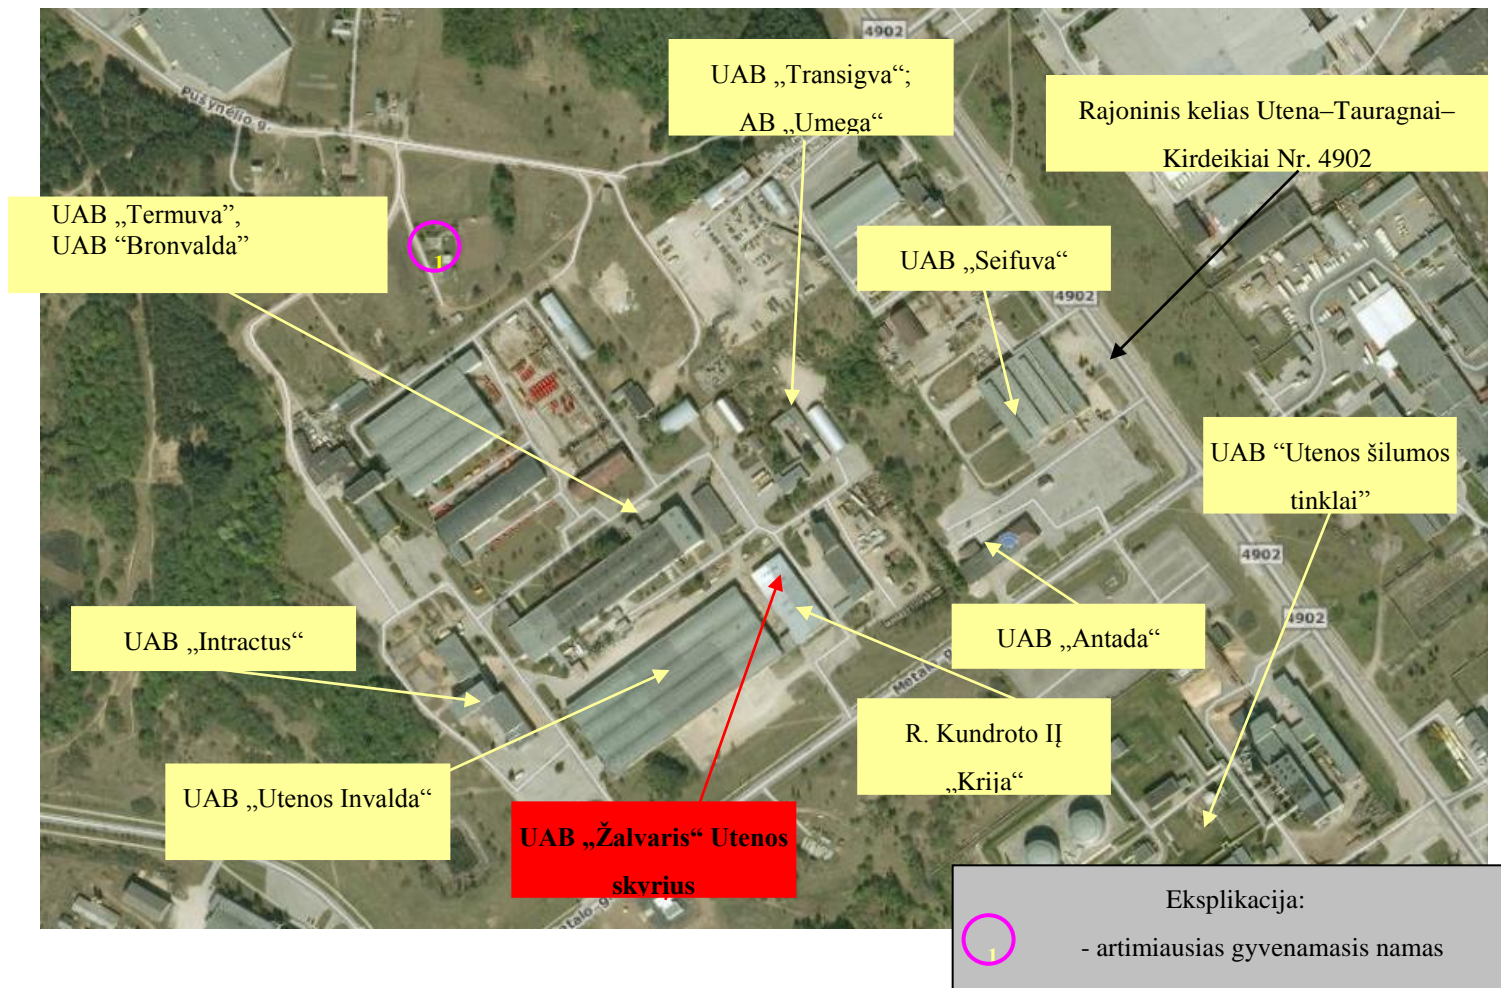 4902
UAB „Transigva“;
AB „Umega“
Rajoninis kelias Utena–Tauragnai–
Kirdeikiai Nr. 4902
Pušynėlio g.
UAB „Termuva”,
UAB “Bronvalda”
1
UAB „Seifuva“
4902
UAB “Utenos šilumos
tinklai”
4902
4902
UAB „Intractus“
UAB „Antada“
Metalo g.
R. Kundroto IĮ
„Krija“
UAB „Utenos Invalda“
UAB „Žalvaris“ Utenos
skyrius
Metalo g.
Eksplikacija:
1
- artimiausias gyvenamasis namas